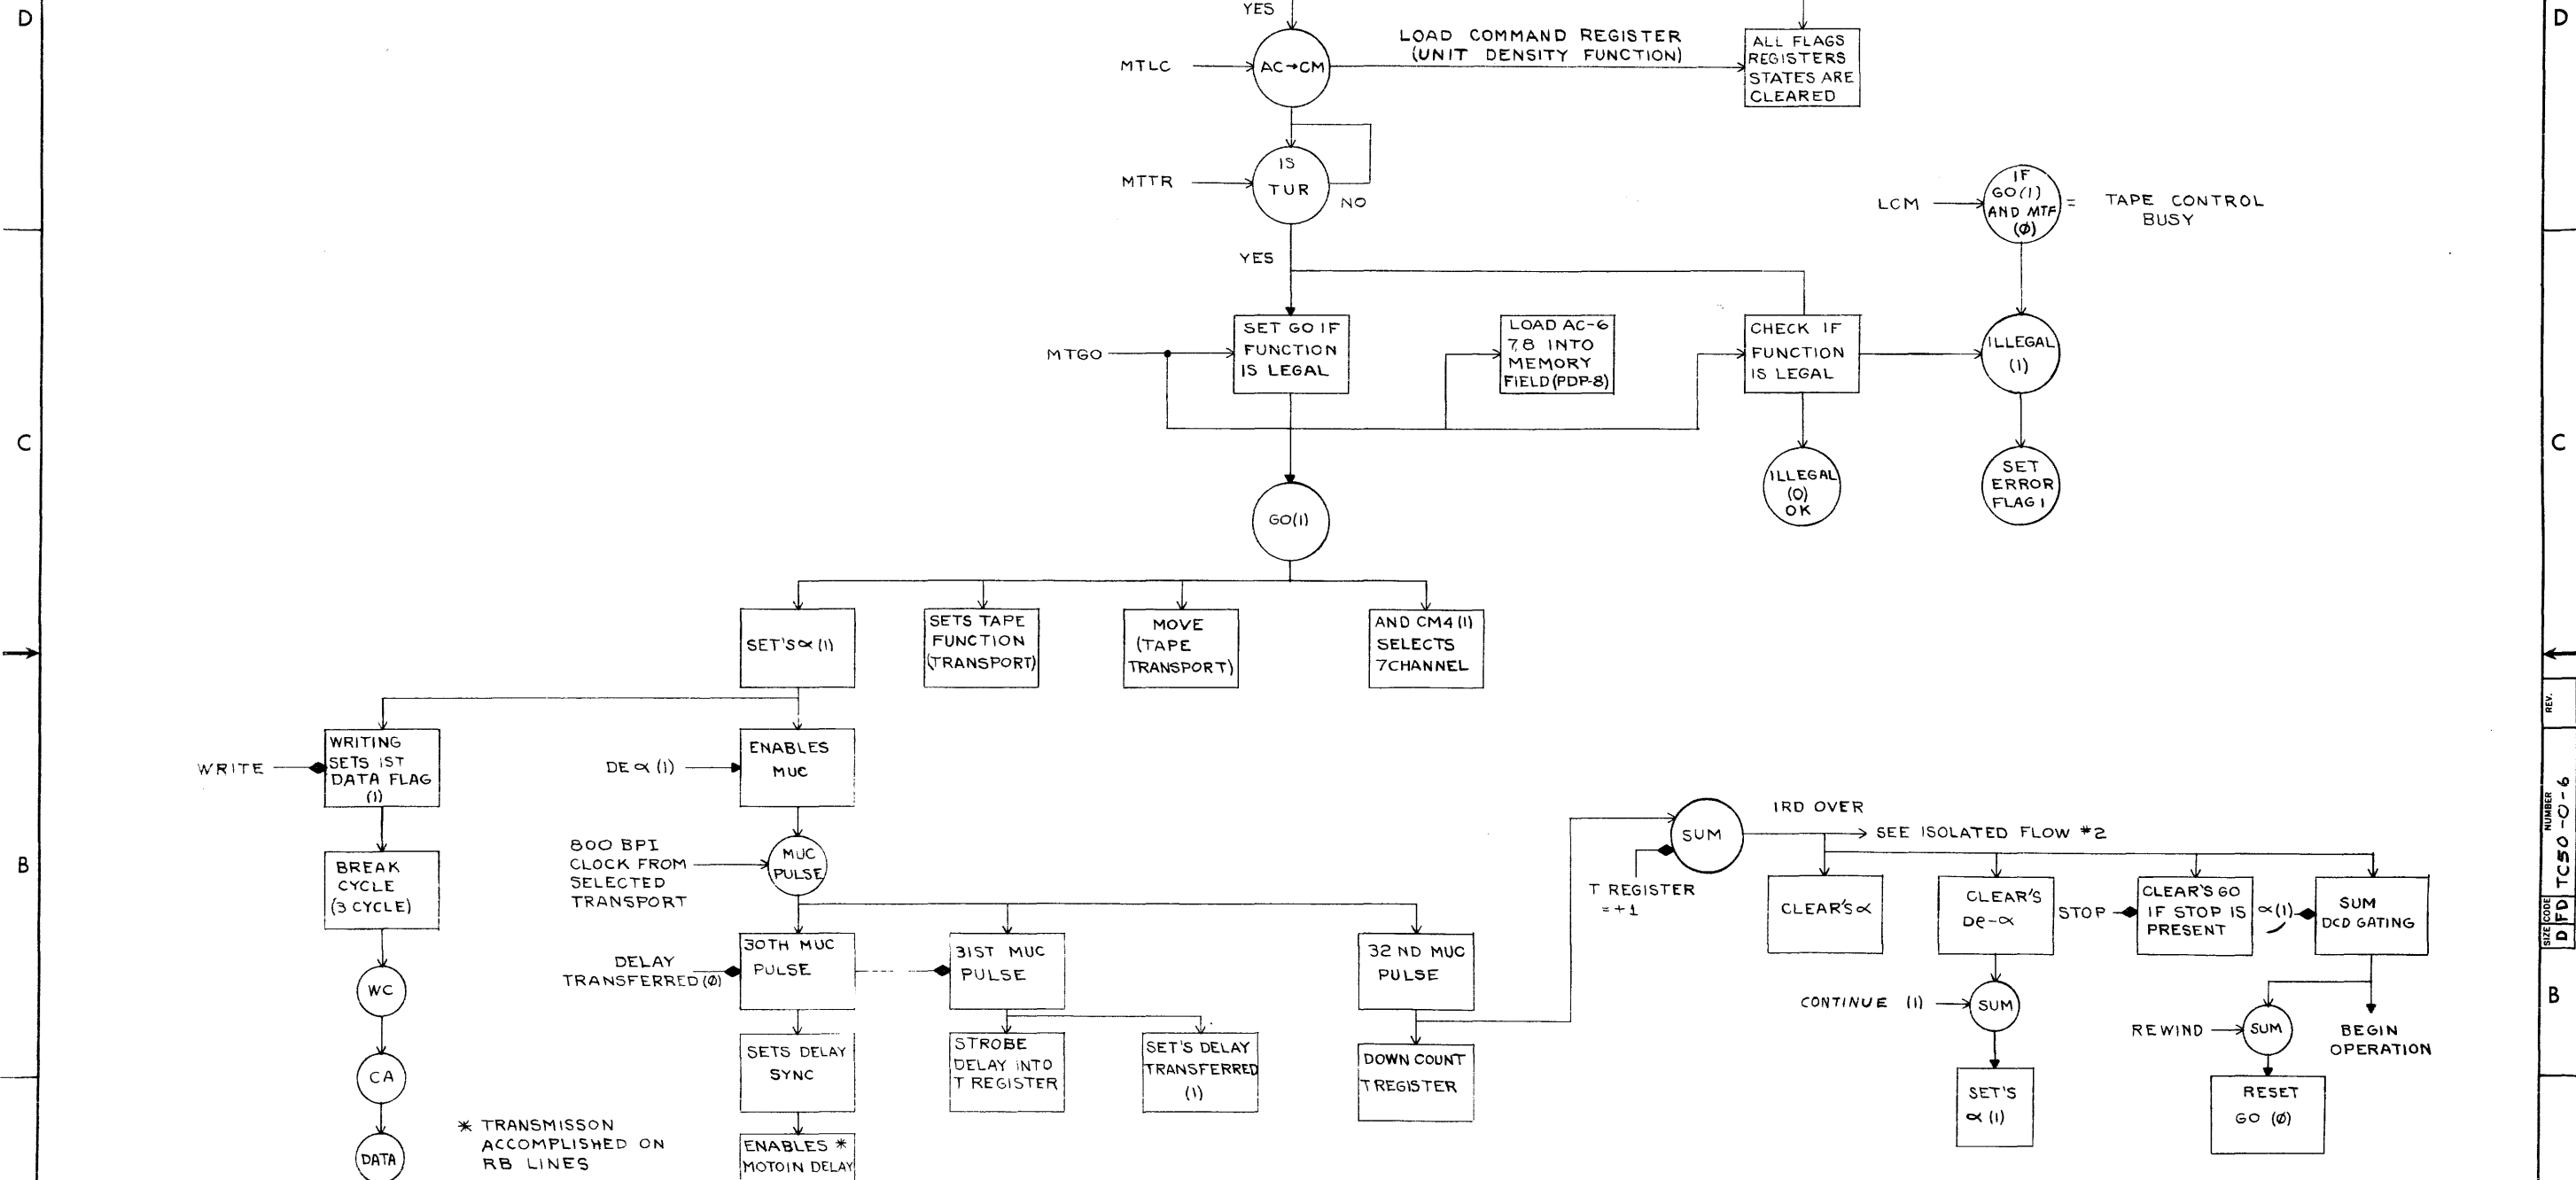 D
D
YES
MTLC
AC→CM
LOAD COMMAND REGISTER
(UNIT DENSITY FUNCTION)
ALL FLAGS
REGISTERS
STATES ARE
CLEARED
MTTR
IS
TUR
NO
LCM
IF
GO(1)
AND MTF
(Ø)
=
TAPE CONTROL
BUSY
YES
MTGO
SET GO IF
FUNCTION
IS LEGAL
LOAD AC-6
7,8 INTO
MEMORY
FIELD(PDP-8)
CHECK IF
FUNCTION
IS LEGAL
ILLEGAL
(1)
C
C
ILLEGAL
(0)
OK
SET
ERROR
FLAG 1
GO(1)
SET'S∝(1)
SETS TAPE
FUNCTION
(TRANSPORT)
MOVE
(TAPE
TRANSPORT)
AND CM4(1)
SELECTS
7CHANNEL
WRITE
WRITING
SETS 1ST
DATA FLAG
(1)
DE∝(1)
ENABLES
MUC
800 BPI
CLOCK FROM
SELECTED
TRANSPORT
MUC
PULSE
B
BREAK
CYCLE
(3 CYCLE)
WC
CA
DATA
DELAY
TRANSFERRED(Ø)
30TH MUC
PULSE
31ST MUC
PULSE
32ND MUC
PULSE
SETS DELAY
SYNC
STROBE
DELAY INTO
T REGISTER
SET'S DELAY
TRANSFERRED
(1)
DOWN COUNT
T REGISTER
* TRANSMISSON
ACCOMPLISHED ON
RB LINES
ENABLES *
MOTOIN DELAY
SUM
T REGISTER
=+1
IRD OVER
SEE ISOLATED FLOW #2
CLEAR'S∝
CLEAR'S
De-∝
STOP
CLEAR'S GO
IF STOP IS
PRESENT
∝(1)
SUM
DCD GATING
CONTINUE (1)
SUM
SET'S
∝(1)
REWIND
SUM
BEGIN
OPERATION
RESET
GO (Ø)
B
REV.
NUMBER
TC50-0-6
SIZE CODE
D FD